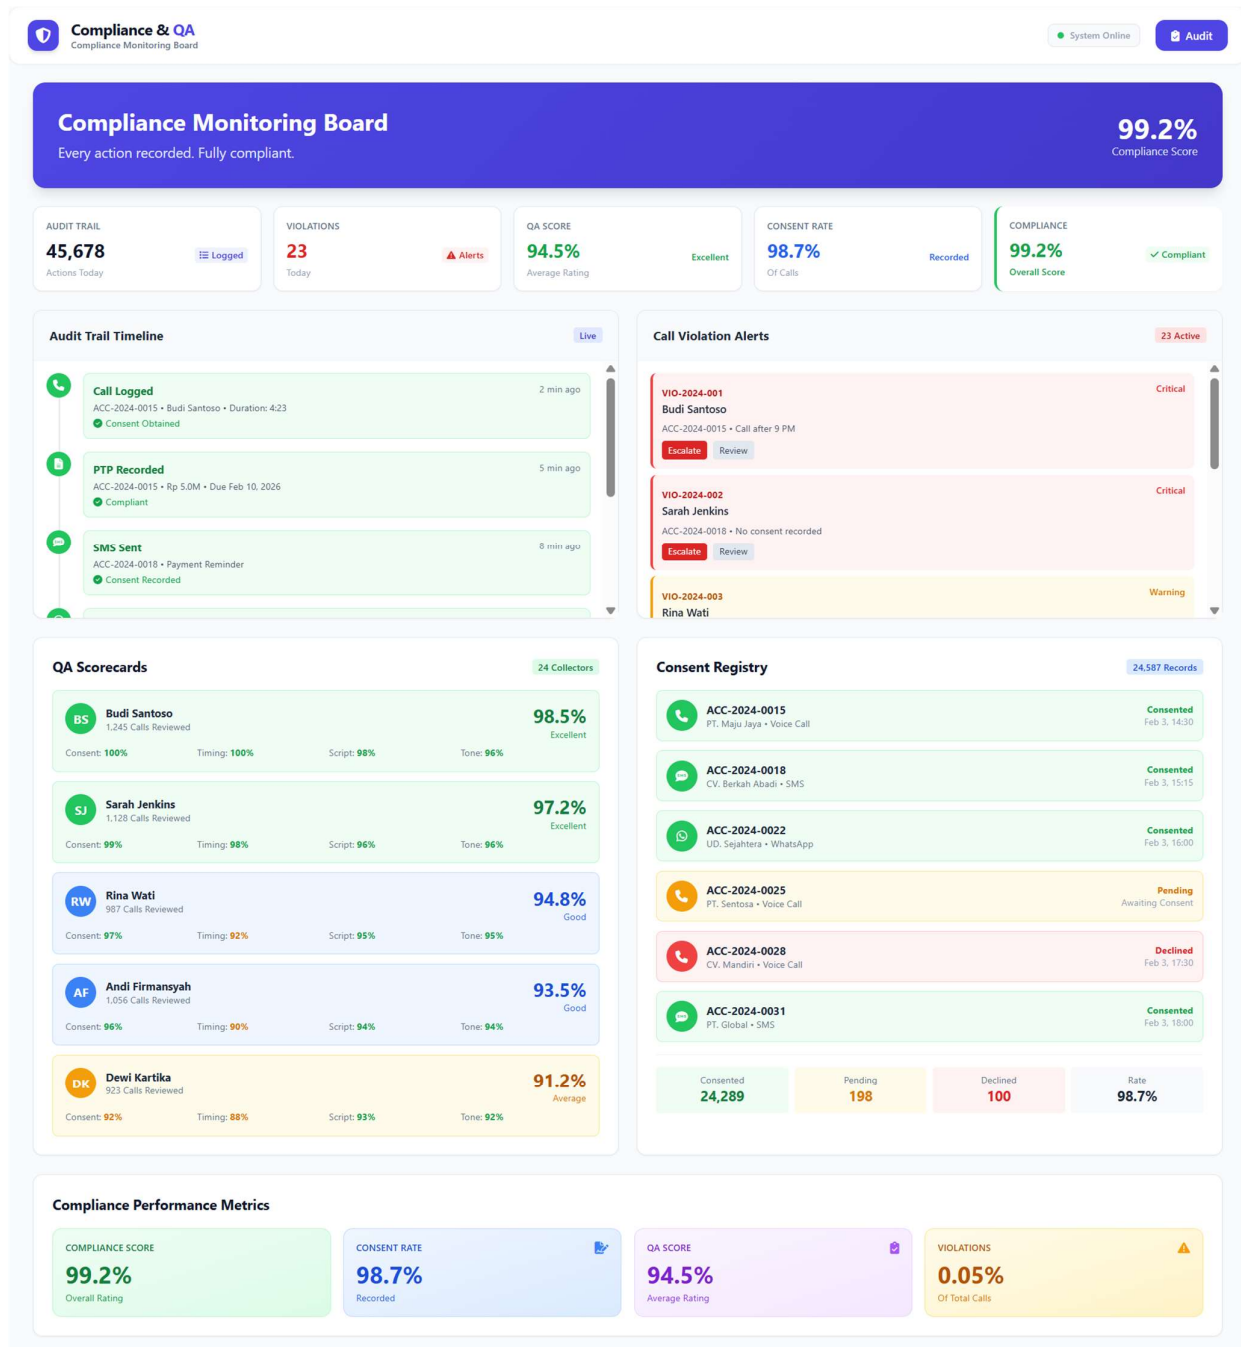 Compliance & QA
Compliance Monitoring Board
System Online
Audit
Compliance Monitoring Board
Every action recorded. Fully compliant.
99.2%
Compliance Score
AUDIT TRAIL
45,678
Actions Today
Logged
VIOLATIONS
23
Today
Alerts
QA SCORE
94.5%
Average Rating
Excellent
CONSENT RATE
98.7%
Of Calls
Recorded
COMPLIANCE
99.2%
Overall Score
Compliant
Audit Trail Timeline
Live
Call Logged
2 min ago
ACC-2024-0015 • Budi Santoso • Duration: 4:23
Consent Obtained
PTP Recorded
5 min ago
ACC-2024-0015 • Rp 5.0M • Due Feb 10, 2026
Compliant
SMS Sent
8 min ago
ACC-2024-0018 • Payment Reminder
Consent Recorded
Call Violation Alerts
23 Active
VIO-2024-001
Critical
Budi Santoso
ACC-2024-0015 • Call after 9 PM
Escalate
Review
VIO-2024-002
Critical
Sarah Jenkins
ACC-2024-0018 • No consent recorded
Escalate
Review
VIO-2024-003
Warning
Rina Wati
QA Scorecards
24 Collectors
BS
Budi Santoso
1,245 Calls Reviewed
98.5%
Excellent
Consent: 100%
Timing: 100%
Script: 98%
Tone: 96%
SJ
Sarah Jenkins
1,128 Calls Reviewed
97.2%
Excellent
Consent: 99%
Timing: 98%
Script: 96%
Tone: 96%
RW
Rina Wati
987 Calls Reviewed
94.8%
Good
Consent: 97%
Timing: 92%
Script: 95%
Tone: 95%
AF
Andi Firmansyah
1,056 Calls Reviewed
93.5%
Good
Consent: 96%
Timing: 90%
Script: 94%
Tone: 94%
DK
Dewi Kartika
923 Calls Reviewed
91.2%
Average
Consent: 92%
Timing: 88%
Script: 93%
Tone: 92%
Consent Registry
24,587 Records
ACC-2024-0015
PT. Maju Jaya • Voice Call
Consented
Feb 3, 14:30
ACC-2024-0018
CV. Berkah Abadi • SMS
Consented
Feb 3, 15:15
ACC-2024-0022
UD. Sejahtera • WhatsApp
Consented
Feb 3, 16:00
ACC-2024-0025
PT. Sentosa • Voice Call
Pending
Awaiting Consent
ACC-2024-0028
CV. Mandiri • Voice Call
Declined
Feb 3, 17:30
ACC-2024-0031
PT. Global • SMS
Consented
Feb 3, 18:00
Consented
24,289
Pending
198
Declined
100
Rate
98.7%
Compliance Performance Metrics
COMPLIANCE SCORE
99.2%
Overall Rating
CONSENT RATE
98.7%
Recorded
QA SCORE
94.5%
Average Rating
VIOLATIONS
0.05%
Of Total Calls